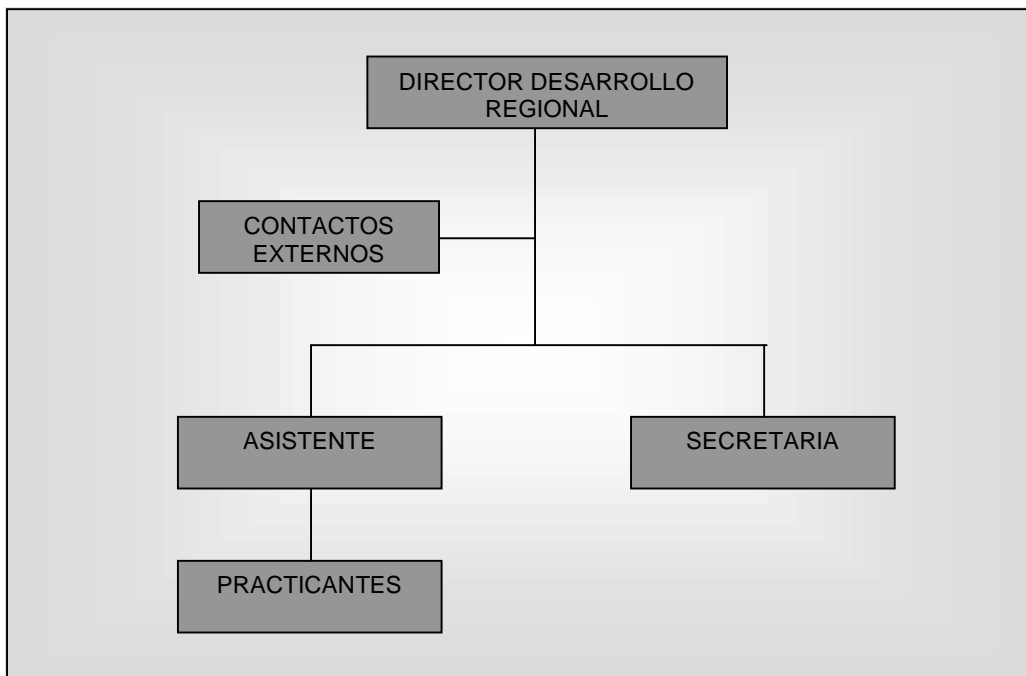 DIRECTOR DESARROLLO
REGIONAL
CONTACTOS
EXTERNOS
ASISTENTE
SECRETARIA
PRACTICANTES